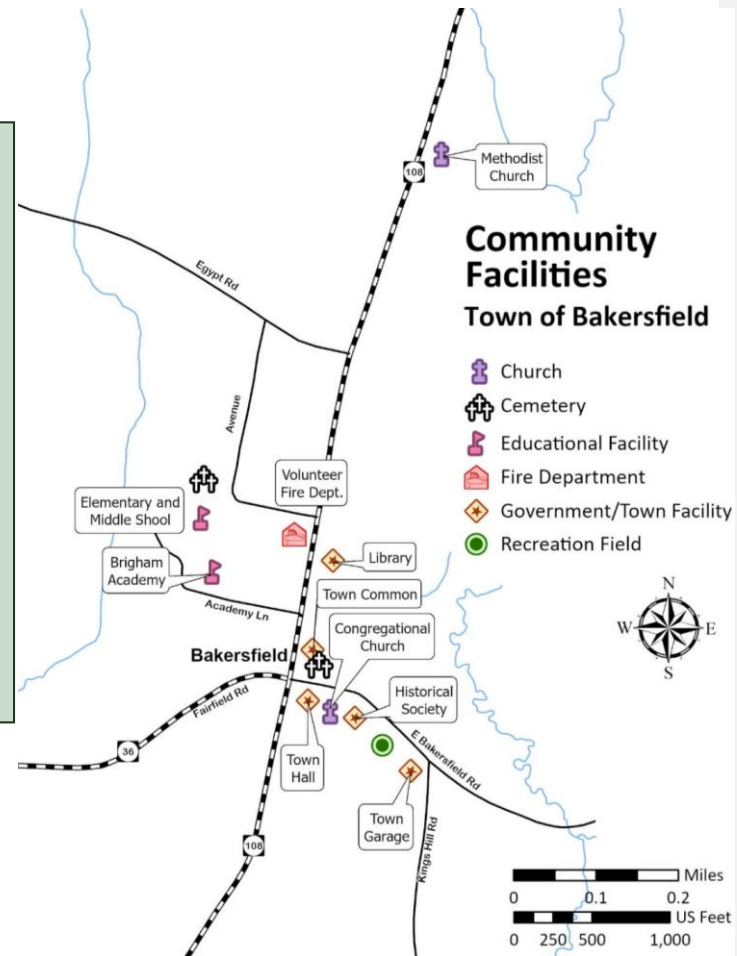 108
Methodist
Church
Community
Facilities
Town of Bakersfield
Egypt Rd
Church
Cemetery
Educational Facility
Fire Department
Government/Town Facility
Recreation Field
Avenue
Volunteer
Fire Dept.
Elementary and
Middle Shool
Brigham
Academy
Library
Academy Ln
Town Common
Congregational
Church
Bakersfield
N
W
E
S
Fairfield Rd
Historical
Society
36
Town
Hall
E Bakersfield Rd
Town
Garage
Kings Hill Rd
108
Miles
0 0.1 0.2
US Feet
0 250 500 1,000